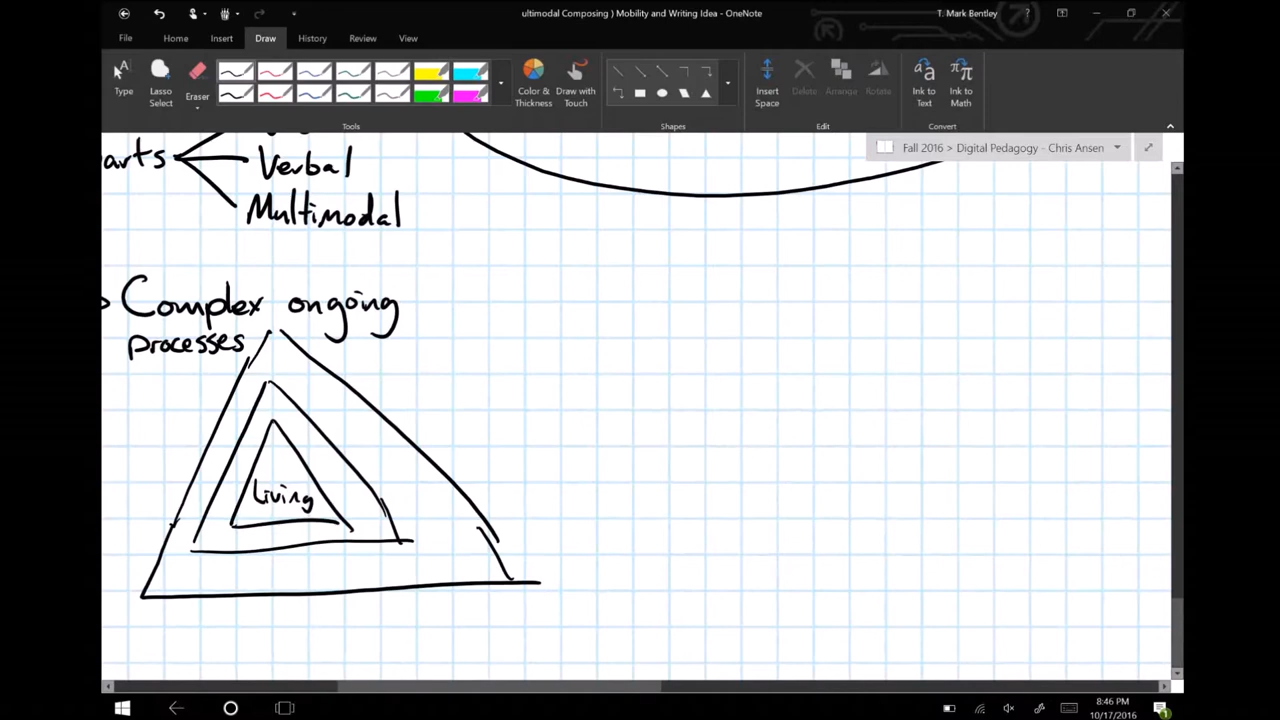 ultimodal Composing ) Mobility and Writing Idea - OneNote
T. Mark Bentley
File Home Insert Draw History Review View
Type
Lasso Select
Eraser
Color & Thickness
Draw with Touch
Insert Space
Delete
Arrange
Rotate
Ink to Text
Ink to Math
Tools Shapes Edit Convert
Fall 2016 > Digital Pedagogy - Chris Ansen
arts
Verbal
Multimodal
Complex ongoing
processes
Living
8:46 PM
10/17/2016